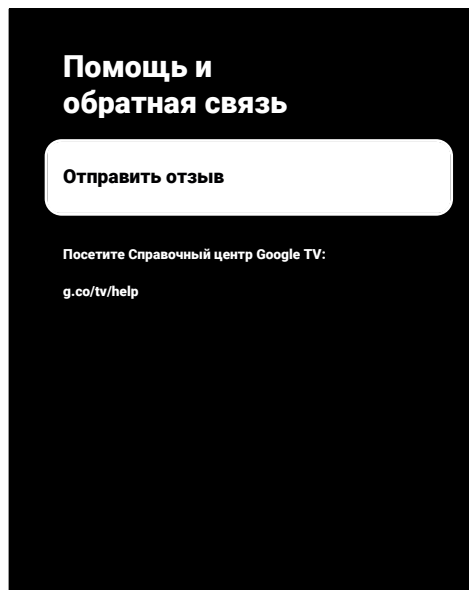 Помощь и
обратная связь
Отправить отзыв
Посетите Справочный центр Google TV:
g.co/tv/help